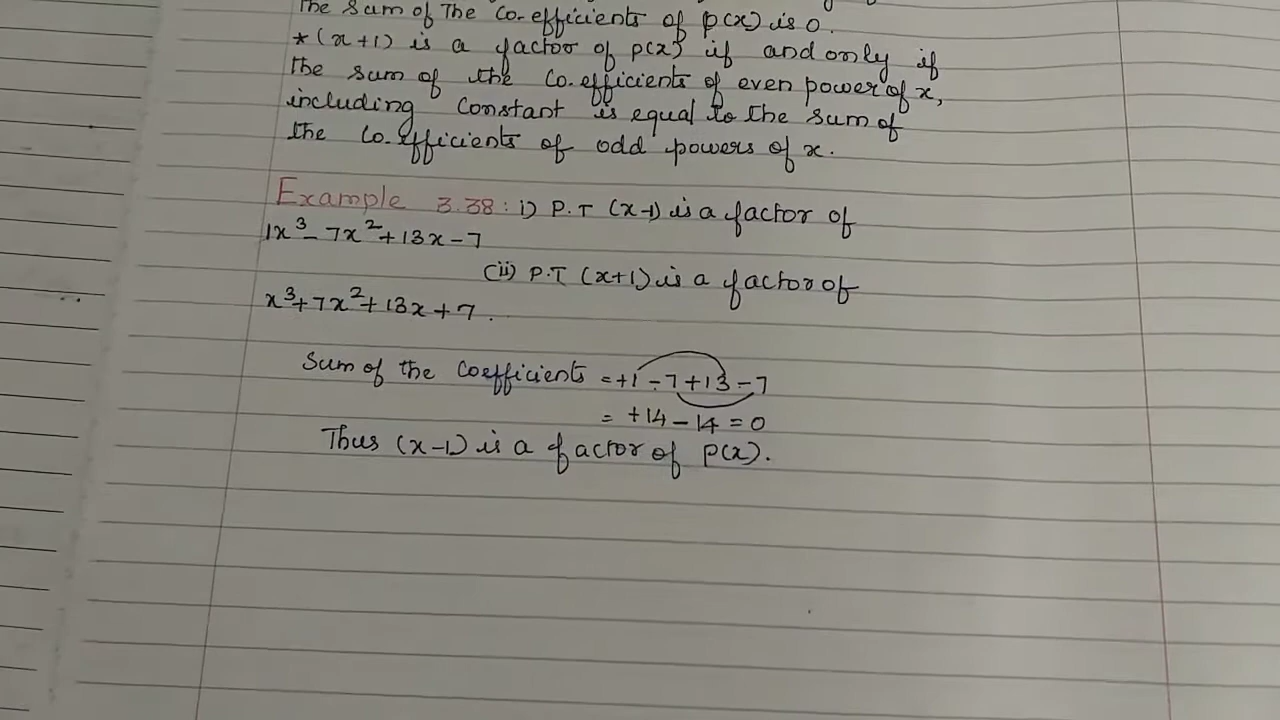 The sum of The co-efficients of p(x) is 0.
*(x+1) is a factor of p(x) if and only if
the sum of the co.efficients of even power of x,
including constant is equal to the sum of
the co.efficients of odd powers of x.
Example 3.38: i) P.T (x-1) is a factor of
1x³- 7x²+13x-7
(ii) P.T (x+1) is a factor of
x³+7x²+13x+7.
Sum of the coefficients = +1-7+13-7
= +14-14=0
Thus (x-1) is a factor of p(x).